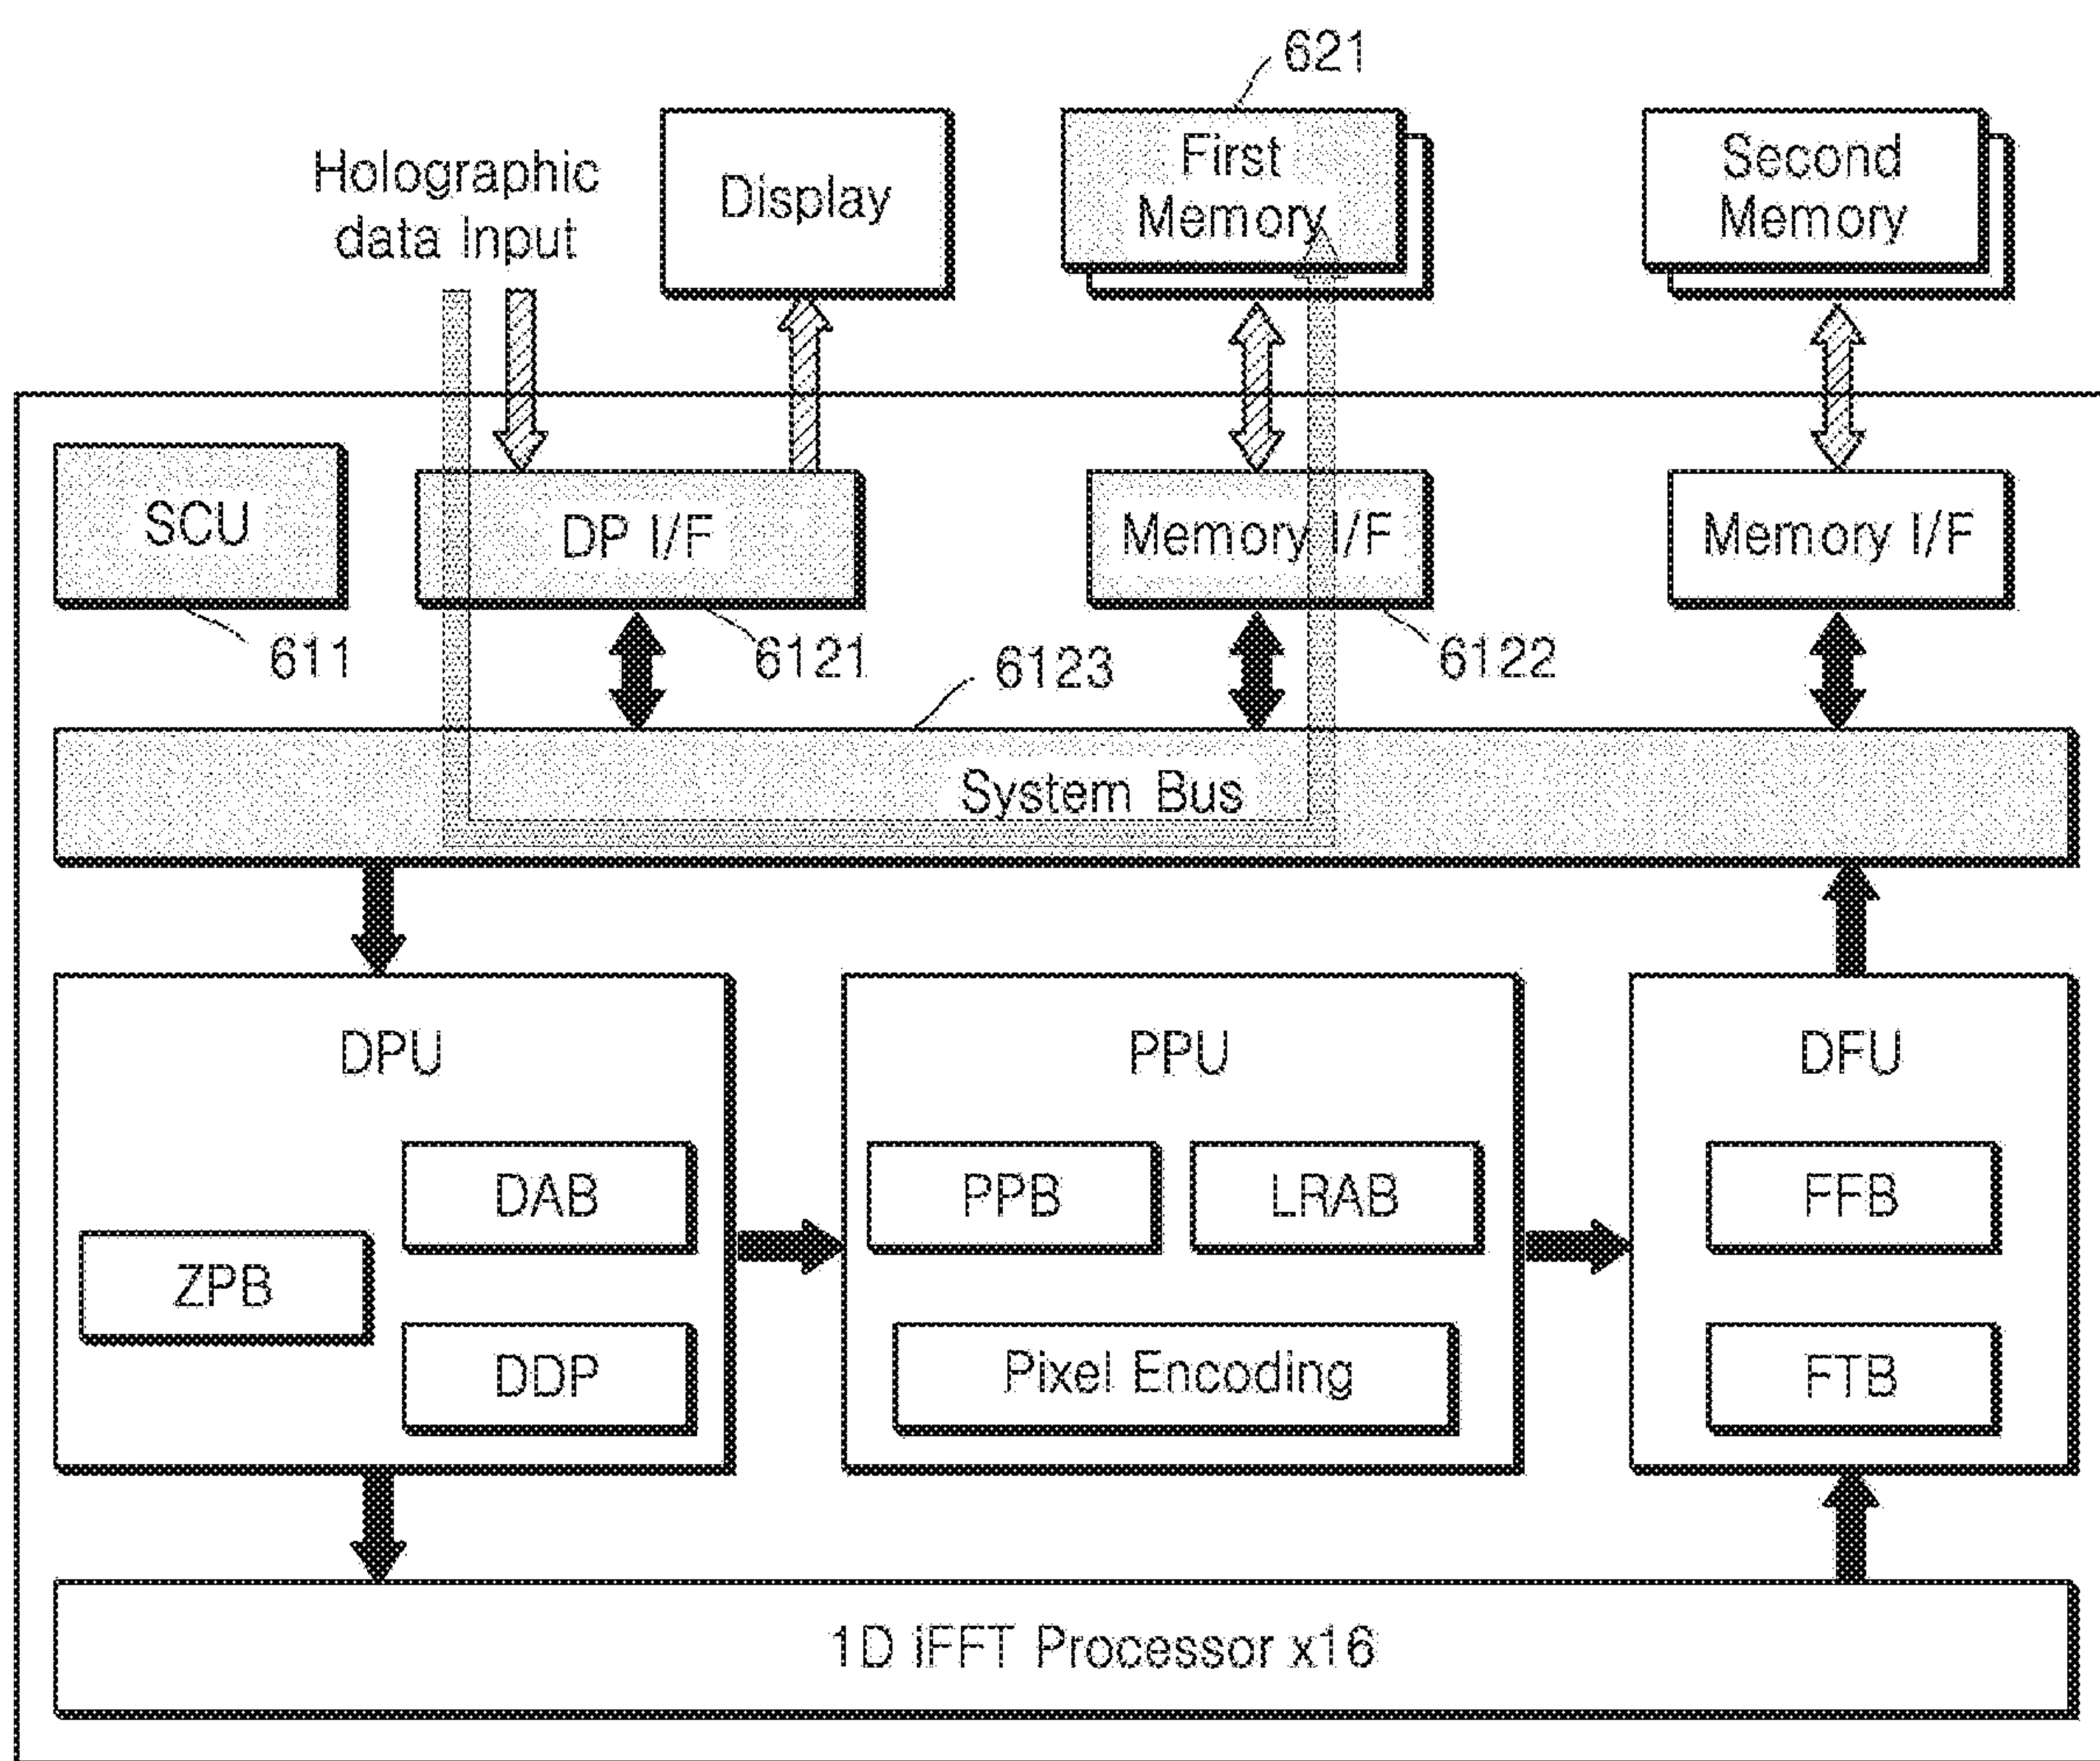 621
Holographic
data Input
Display
First
Memory
Second
Memory
SCU
DP I/F
Memory I/F
Memory I/F
611
6121
6123
6122
System Bus
DPU
PPU
DFU
DAB
PPB
LRAB
FFB
ZPB
DDP
Pixel Encoding
FTB
1D IFFT Processor x16